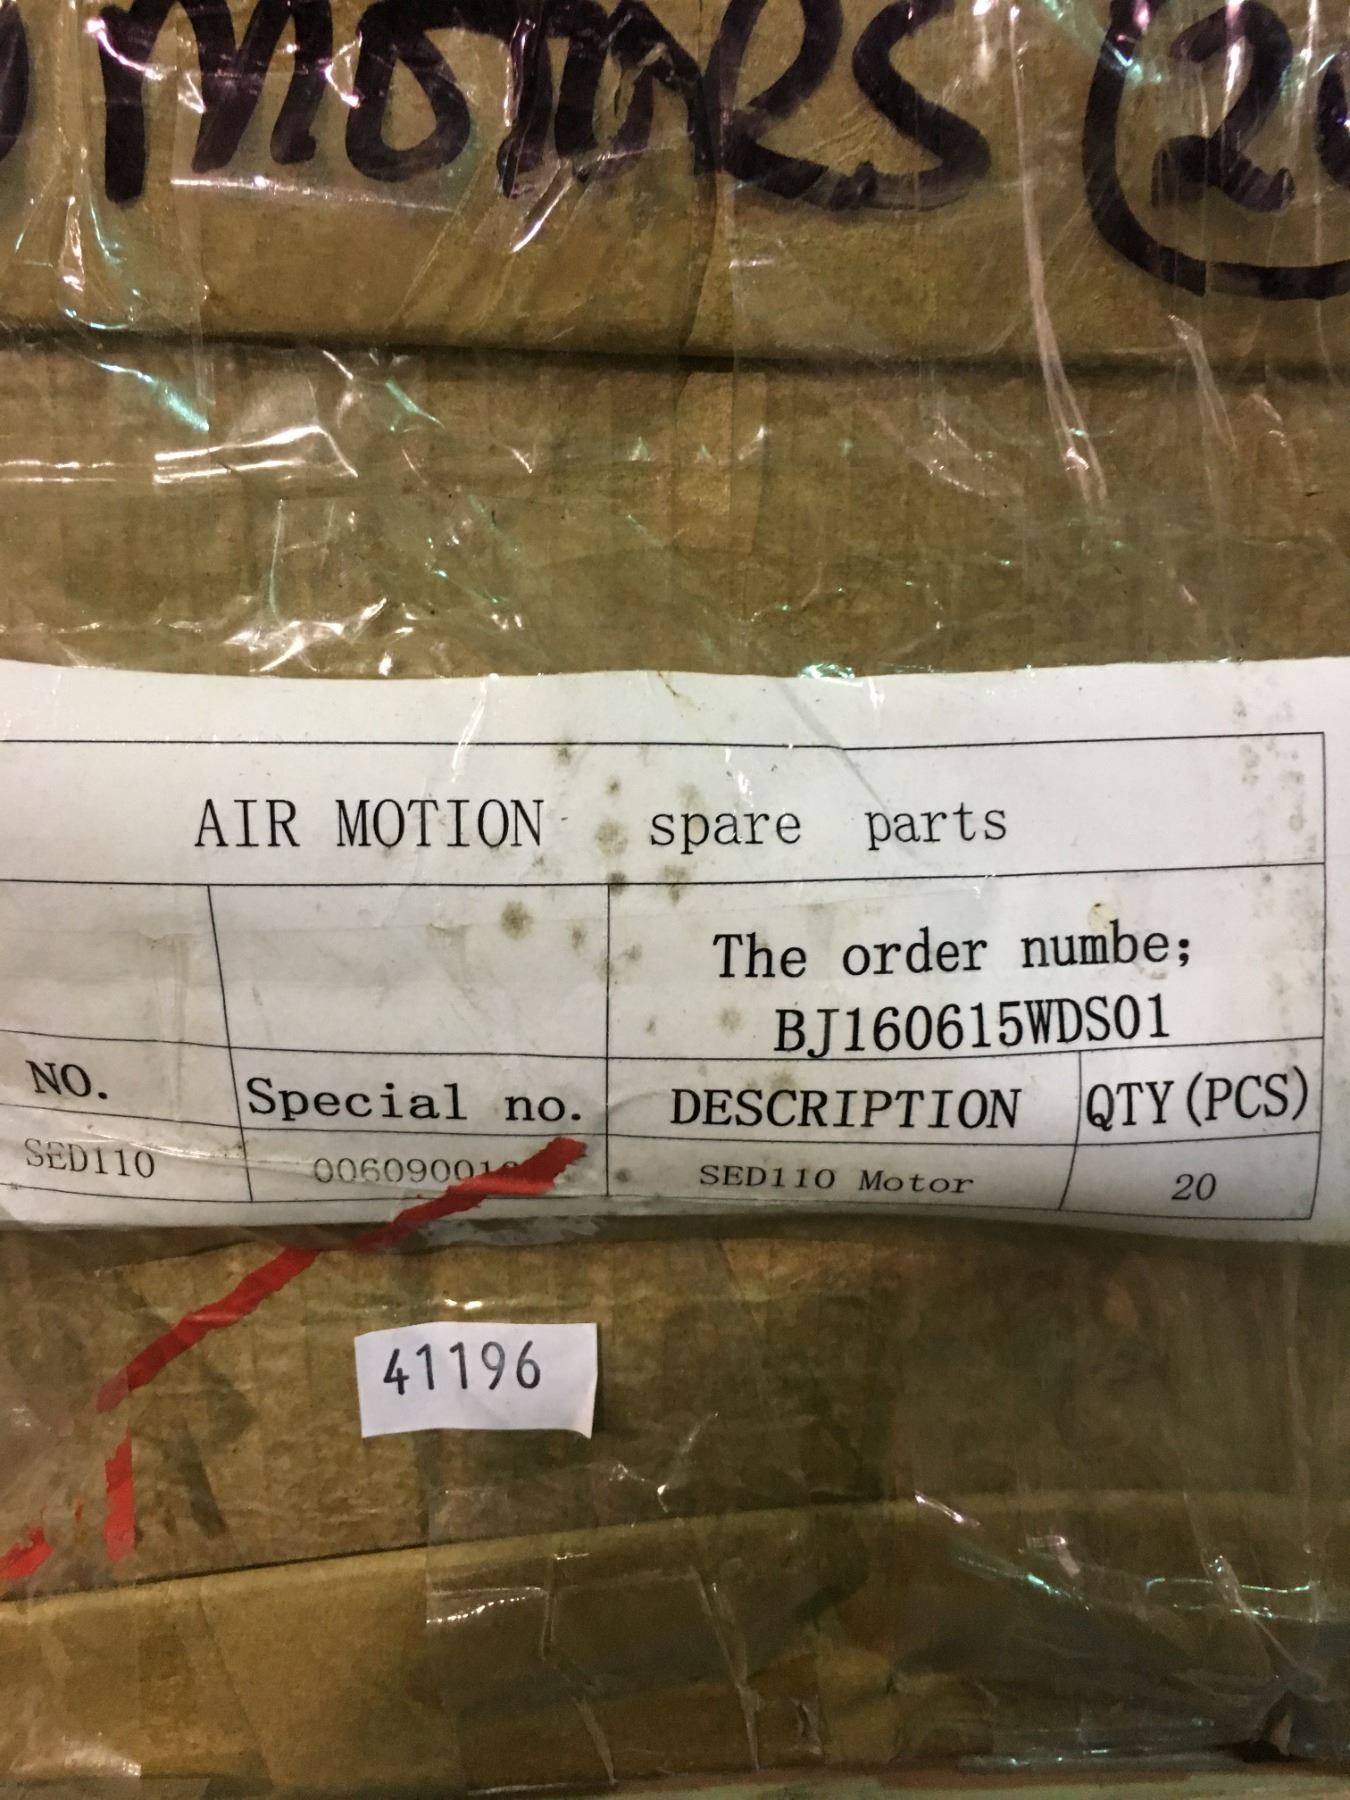 MOTORS (20
AIR MOTION spare parts
The order numbe;
BJ160615WDS01
NO. Special no. DESCRIPTION QTY(PCS)
SED110 SED110 Motor 20
41196